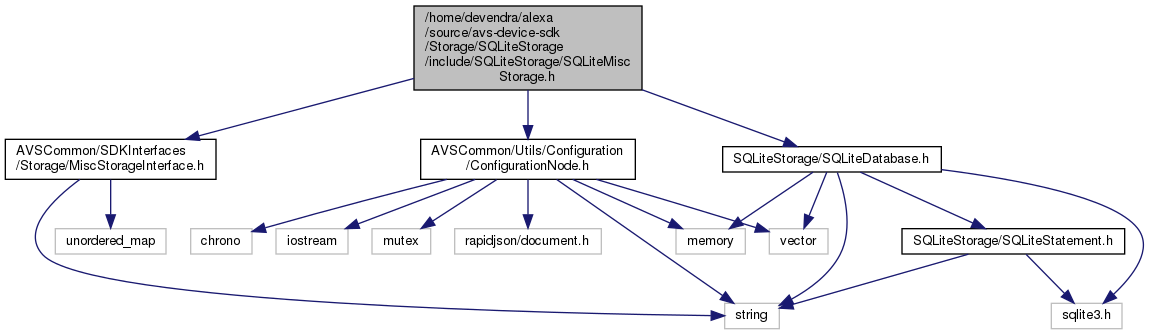 /home/devendra/alexa
/source/avs-device-sdk
/Storage/SQLiteStorage
/include/SQLiteStorage/SQLiteMisc
Storage.h
AVSCommon/SDKInterfaces
/Storage/MiscStorageInterface.h
AVSCommon/Utils/Configuration
/ConfigurationNode.h
SQLiteStorage/SQLiteDatabase.h
unordered_map
chrono
iostream
mutex
rapidjson/document.h
memory
vector
SQLiteStorage/SQLiteStatement.h
string
sqlite3.h